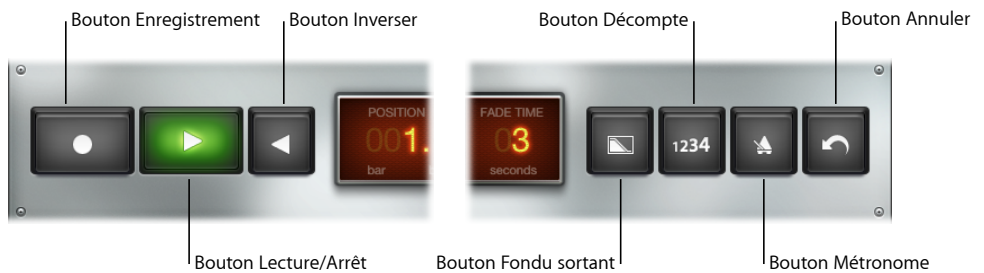 Bouton Enregistrement
Bouton Inverser
Bouton Décompte
Bouton Annuler
POSITION
001.
bar
FADE TIME
03
seconds
1234
Bouton Lecture/Arrêt
Bouton Fondu sortant
Bouton Métronome